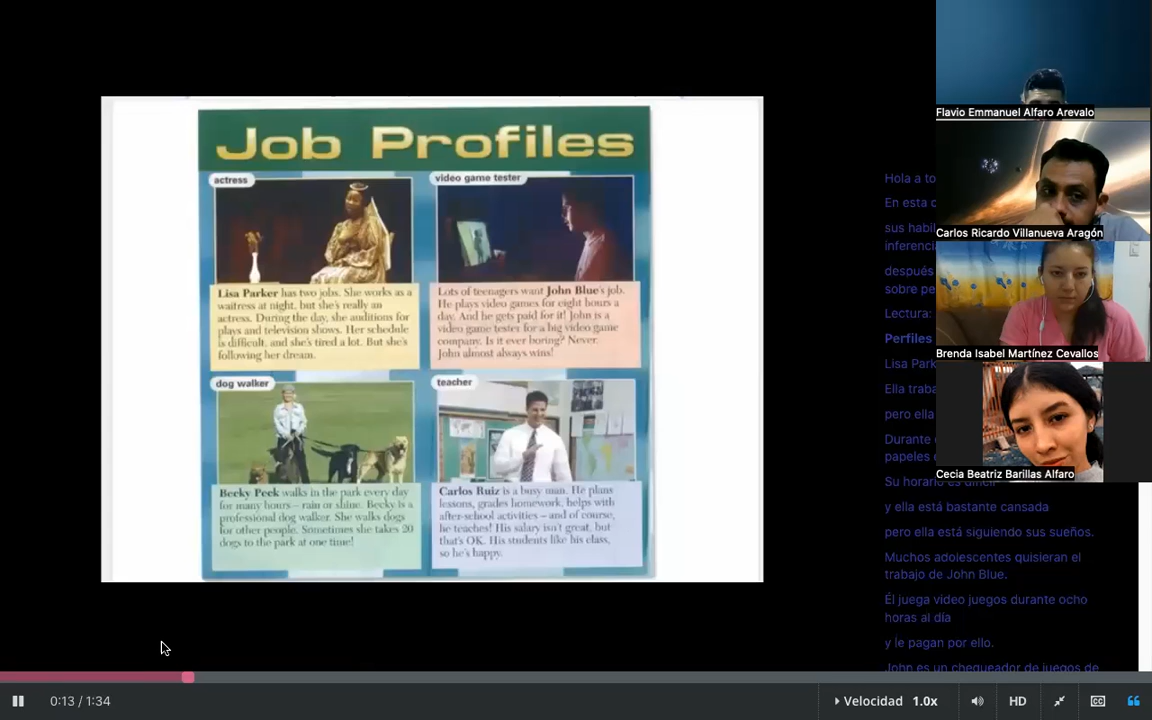 Job Profiles
actress
Lisa Parker has two jobs. She works as a
waitress at night, but she's really an
actress. During the day, she auditions for
plays and television shows. Her schedule
is difficult, and she's tired a lot. But she's
following her dream.
video game tester
Lots of teenagers want John Blue's job.
He plays video games for eight hours a
day. And he gets paid for it! John is a
video game tester for a big video game
company. Is it ever boring? Never.
John almost always wins!
dog walker
Becky Peek walks in the park every day
for many hours – rain or shine. Becky is a
professional dog walker. She walks dogs
for other people. Sometimes she takes 20
dogs to the park at one time!
teacher
Carlos Ruiz is a busy man. He plans
lessons, grades homework, helps with
after-school activities – and of course,
he teaches! His salary isn't great, but
that's OK. His students like his class,
so he's happy.
Hola a to
En esta c
sus habil
inferenci
después
sobre pe
Lectura:
Perfiles
Lisa Park
Ella traba
pero ella
Durante
papeles
Su horario es difícil
y ella está bastante cansada
pero ella está siguiendo sus sueños.
Muchos adolescentes quisieran el
trabajo de John Blue.
Él juega video juegos durante ocho
horas al día
y le pagan por ello.
John es un chequeador de juegos de
Flavio Emmanuel Alfaro Arevalo
Carlos Ricardo Villanueva Aragón
Brenda Isabel Martínez Cevallos
Cecia Beatriz Barillas Alfaro
0:13 / 1:34
Velocidad 1.0x
HD
CC